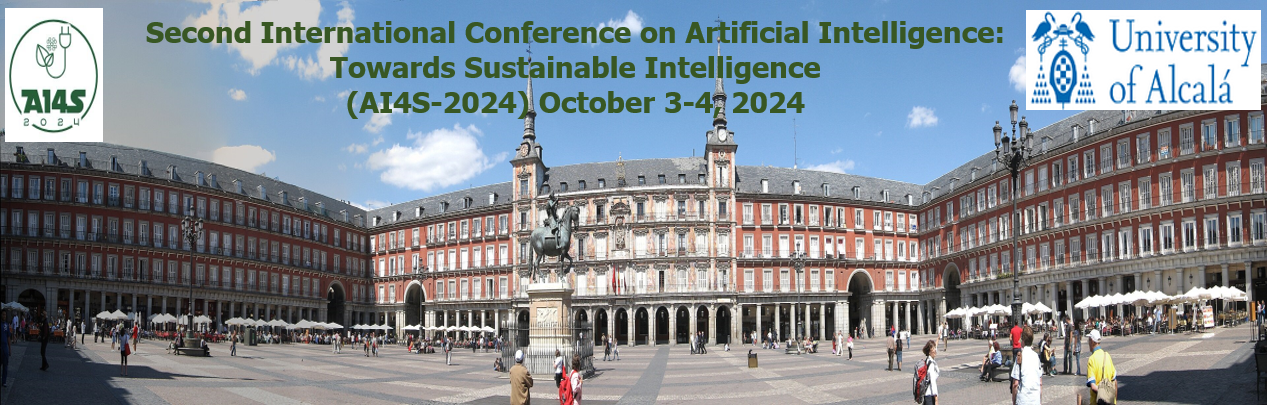 Second International Conference on Artificial Intelligence:
Towards Sustainable Intelligence
(AI4S-2024) October 3-4, 2024
AI4S
2024
University
of Alcalá